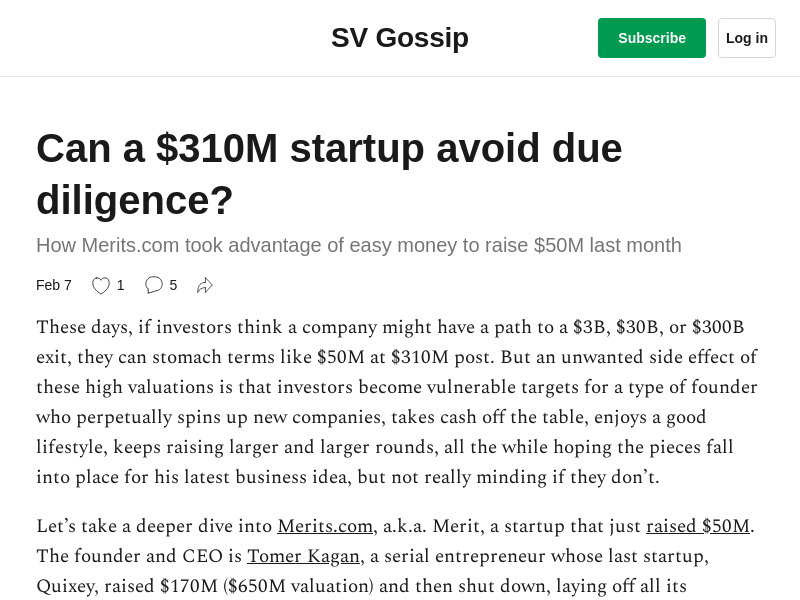 SV Gossip
Subscribe
Log in
Can a $310M startup avoid due
diligence?
How Merits.com took advantage of easy money to raise $50M last month
Feb 7
1
5
These days, if investors think a company might have a path to a $3B, $30B, or $300B
exit, they can stomach terms like $50M at $310M post. But an unwanted side effect of
these high valuations is that investors become vulnerable targets for a type of founder
who perpetually spins up new companies, takes cash off the table, enjoys a good
lifestyle, keeps raising larger and larger rounds, all the while hoping the pieces fall
into place for his latest business idea, but not really minding if they don’t.
Let’s take a deeper dive into Merits.com, a.k.a. Merit, a startup that just raised $50M.
The founder and CEO is Tomer Kagan, a serial entrepreneur whose last startup,
Quixey, raised $170M ($650M valuation) and then shut down, laying off all its